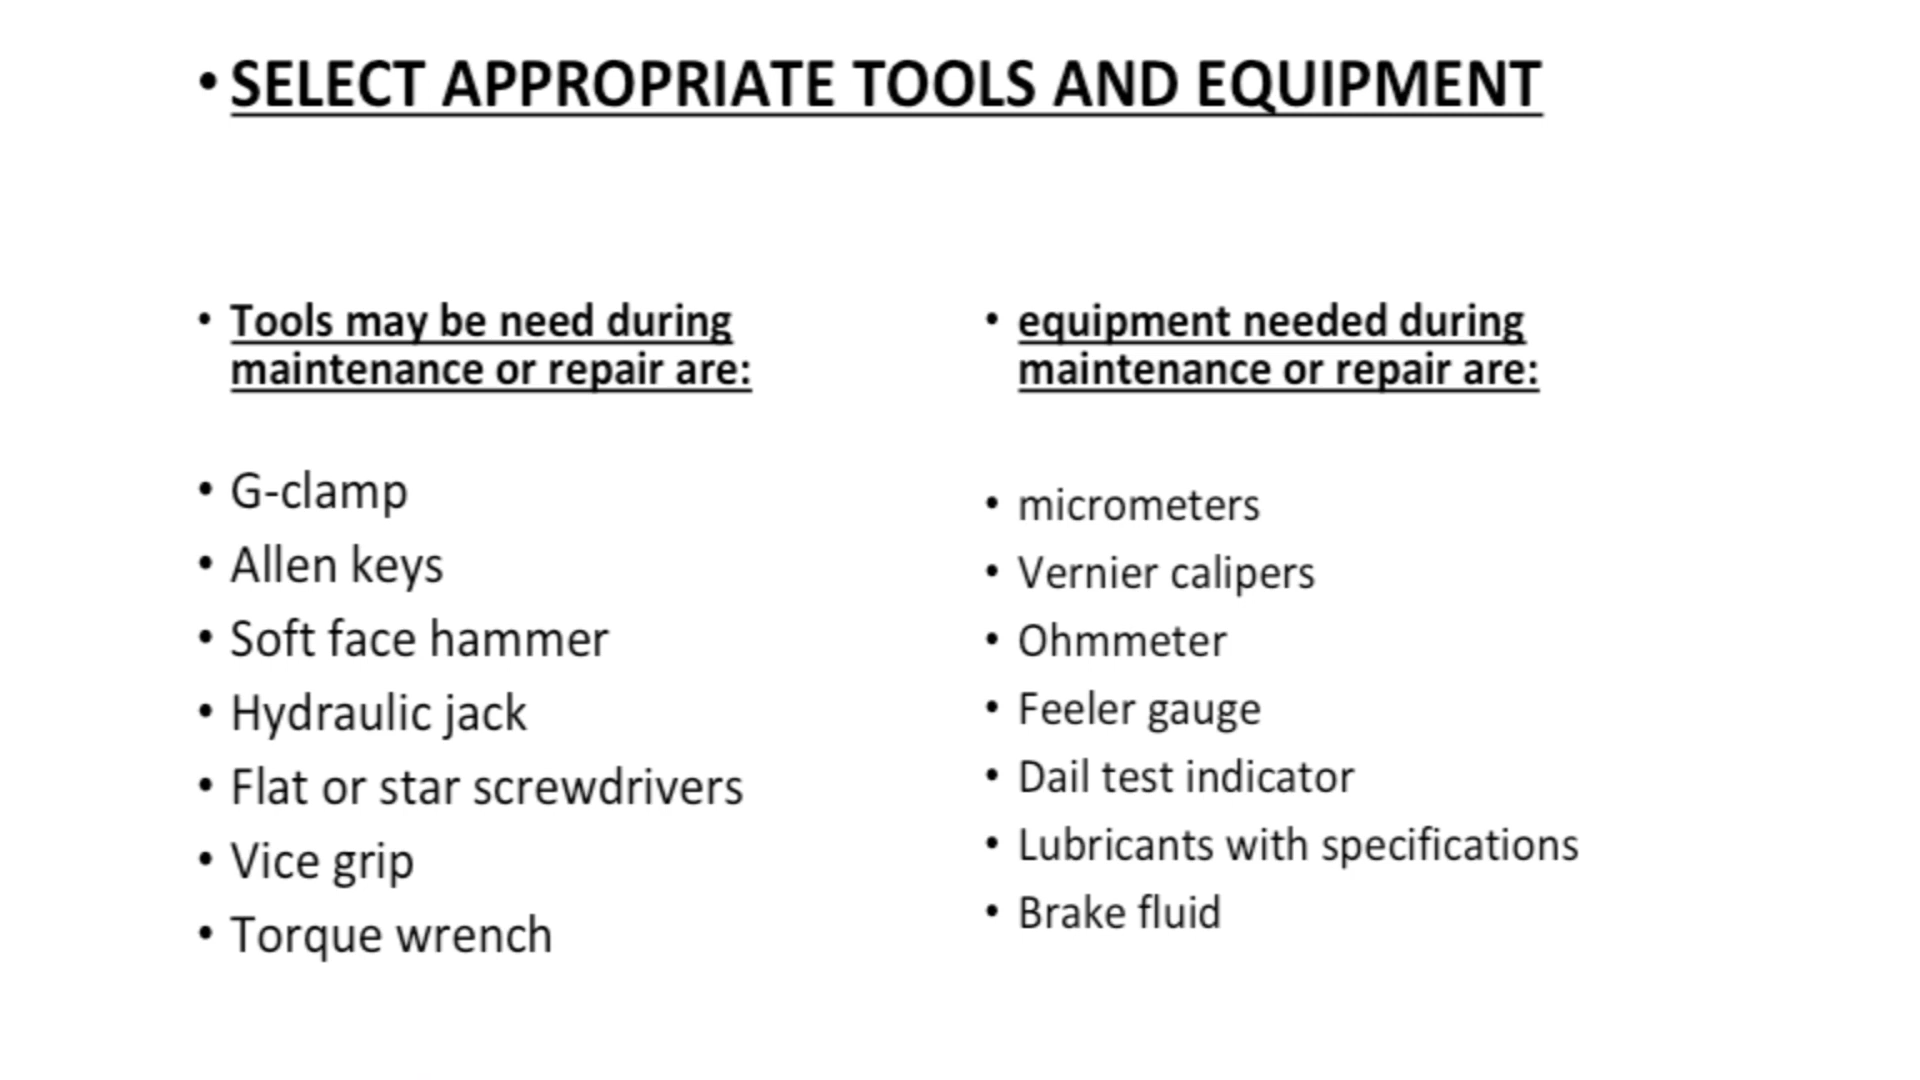 • SELECT APPROPRIATE TOOLS AND EQUIPMENT
• Tools may be need during
maintenance or repair are:
• G-clamp
• Allen keys
• Soft face hammer
• Hydraulic jack
• Flat or star screwdrivers
• Vice grip
• Torque wrench
• equipment needed during
maintenance or repair are:
• micrometers
• Vernier calipers
• Ohmmeter
• Feeler gauge
• Dail test indicator
• Lubricants with specifications
• Brake fluid